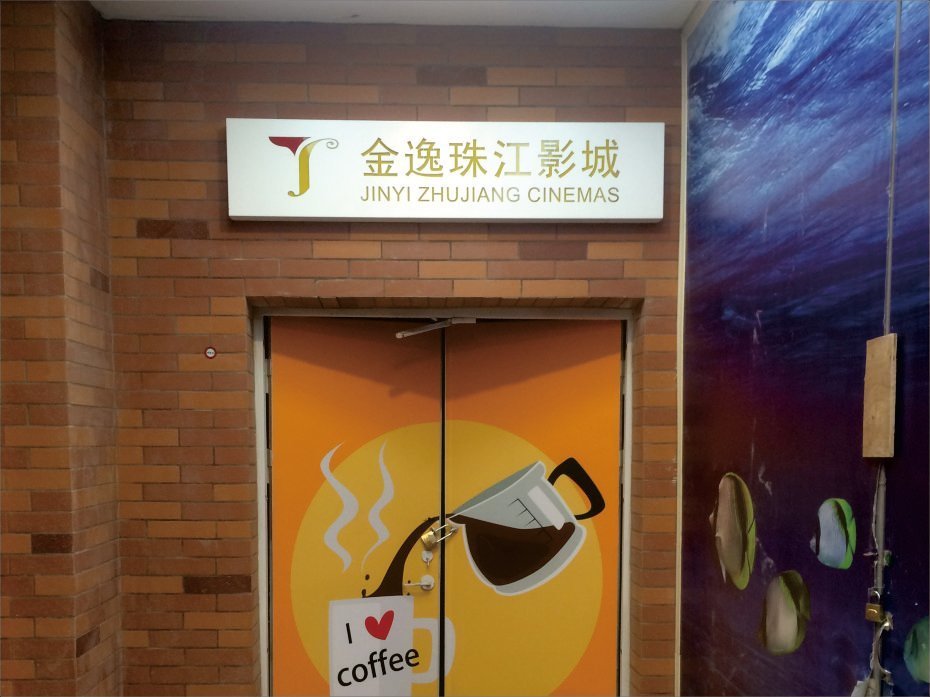 金逸珠江影城
JINYI ZHUJIANG CINEMAS
I ❤
coffee